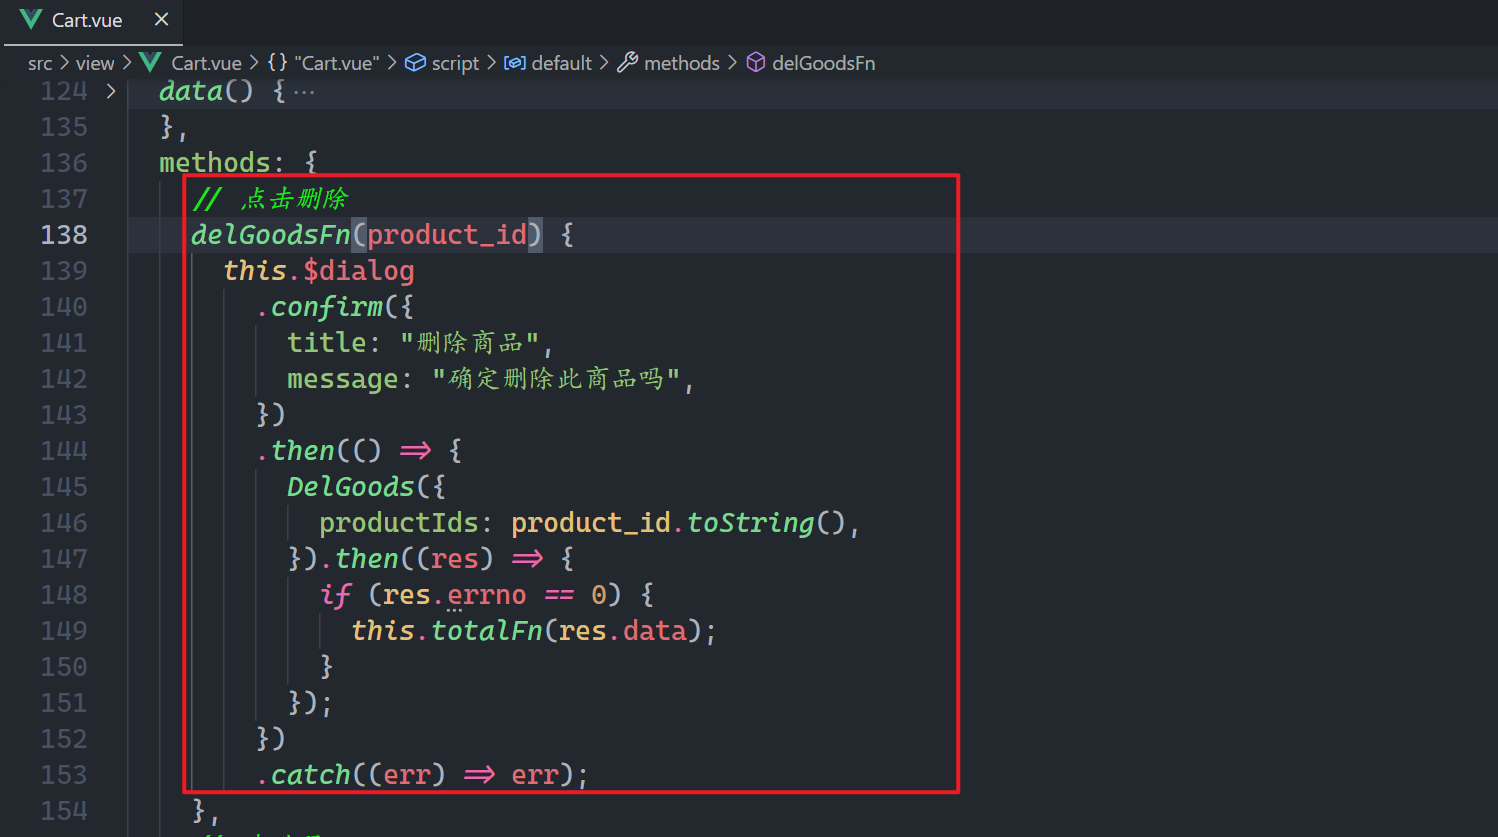 Cart.vue
src > view > Cart.vue > {} "Cart.vue" > script > default > methods > delGoodsFn
124 > data() { ···
135 },
136 methods: {
137 // 点击删除
138 delGoodsFn(product_id) {
139 this.$dialog
140 .confirm({
141 title: "删除商品",
142 message: "确定删除此商品吗",
143 })
144 .then(() => {
145 DelGoods({
146 productIds: product_id.toString(),
147 }).then((res) => {
148 if (res.errno == 0) {
149 this.totalFn(res.data);
150 }
151 });
152 })
153 .catch((err) => err);
154 },